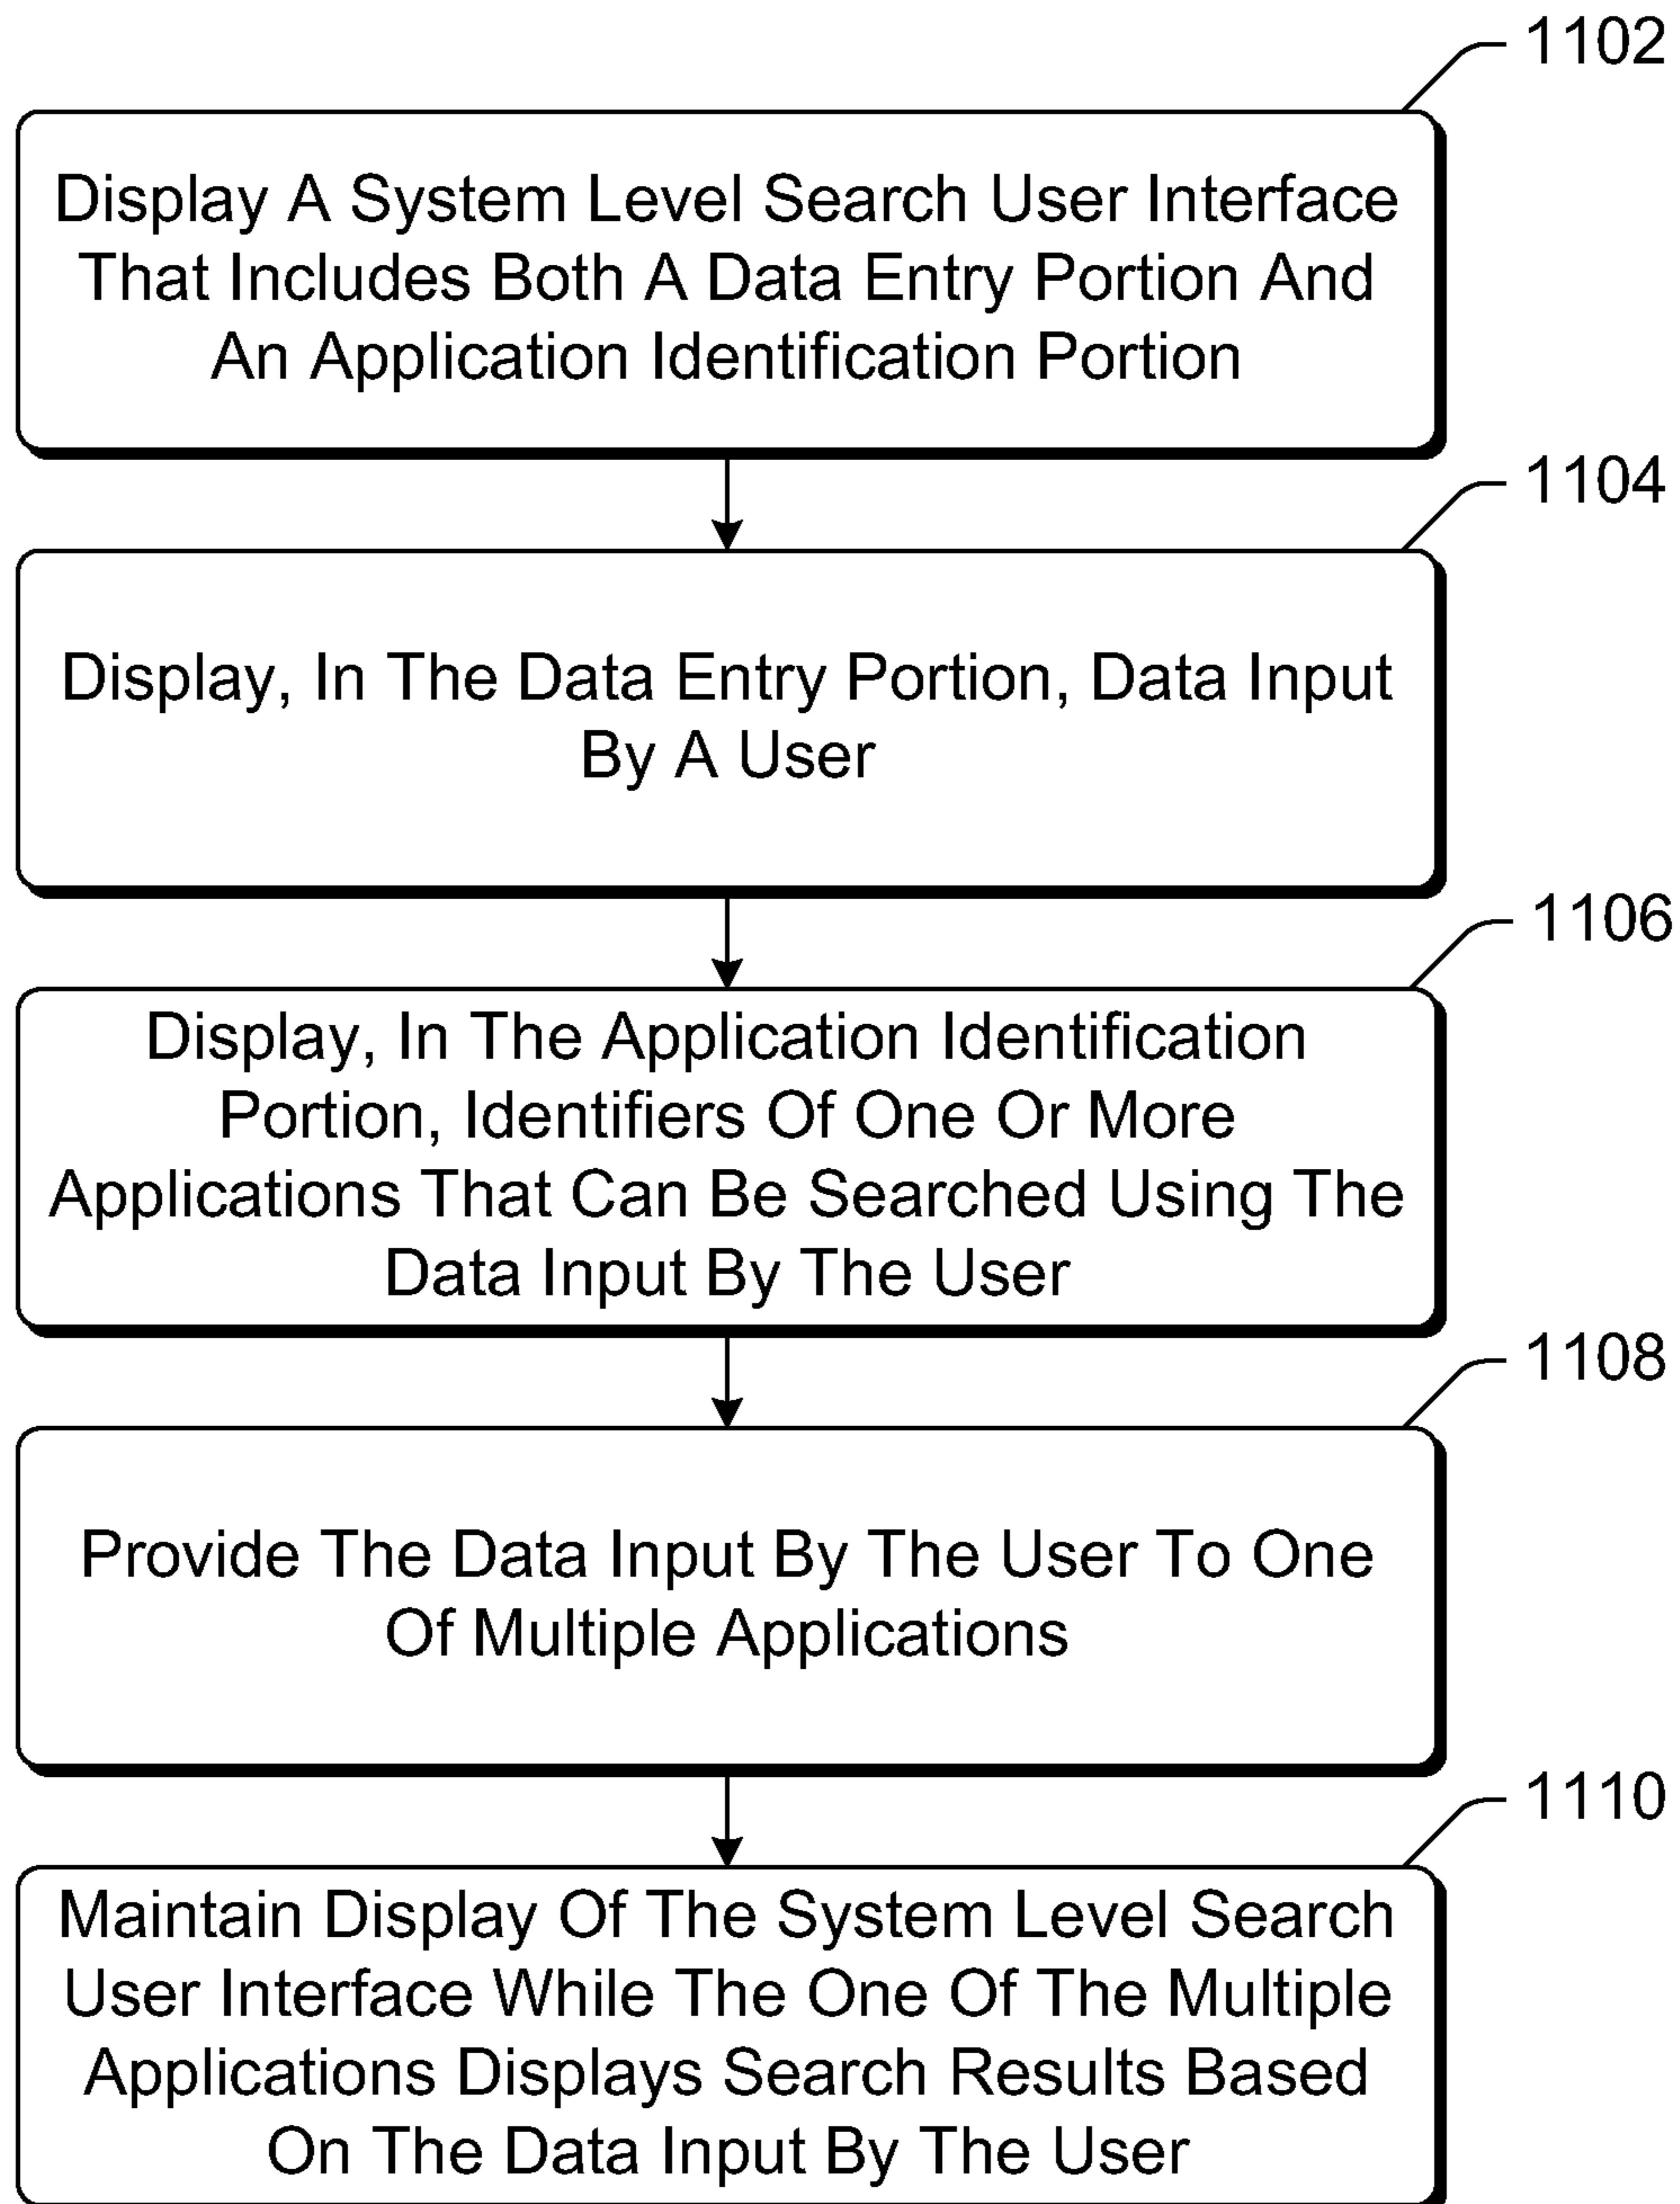 1102
Display A System Level Search User Interface
That Includes Both A Data Entry Portion And
An Application Identification Portion
1104
Display, In The Data Entry Portion, Data Input
By A User
1106
Display, In The Application Identification
Portion, Identifiers Of One Or More
Applications That Can Be Searched Using The
Data Input By The User
1108
Provide The Data Input By The User To One
Of Multiple Applications
1110
Maintain Display Of The System Level Search
User Interface While The One Of The Multiple
Applications Displays Search Results Based
On The Data Input By The User